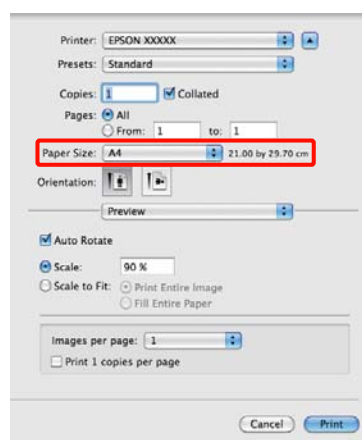 Printer: EPSON XXXXX
Presets: Standard
Copies: 1 Collated
Pages: All
From: 1 to: 1
Paper Size: A4 21.00 by 29.70 cm
Orientation:
Preview
Auto Rotate
Scale: 90 %
Scale to Fit: Print Entire Image
Fill Entire Paper
Images per page: 1
Print 1 copies per page
Cancel Print